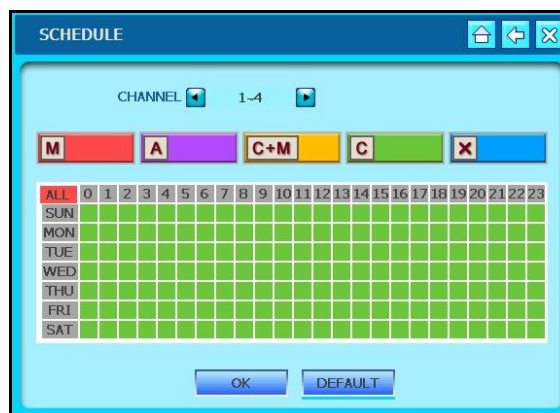 SCHEDULE
CHANNEL 1~4
M A C+M C X
ALL 0 1 2 3 4 5 6 7 8 9 10 11 12 13 14 15 16 17 18 19 20 21 22 23
SUN
MON
TUE
WED
THU
FRI
SAT
OK DEFAULT